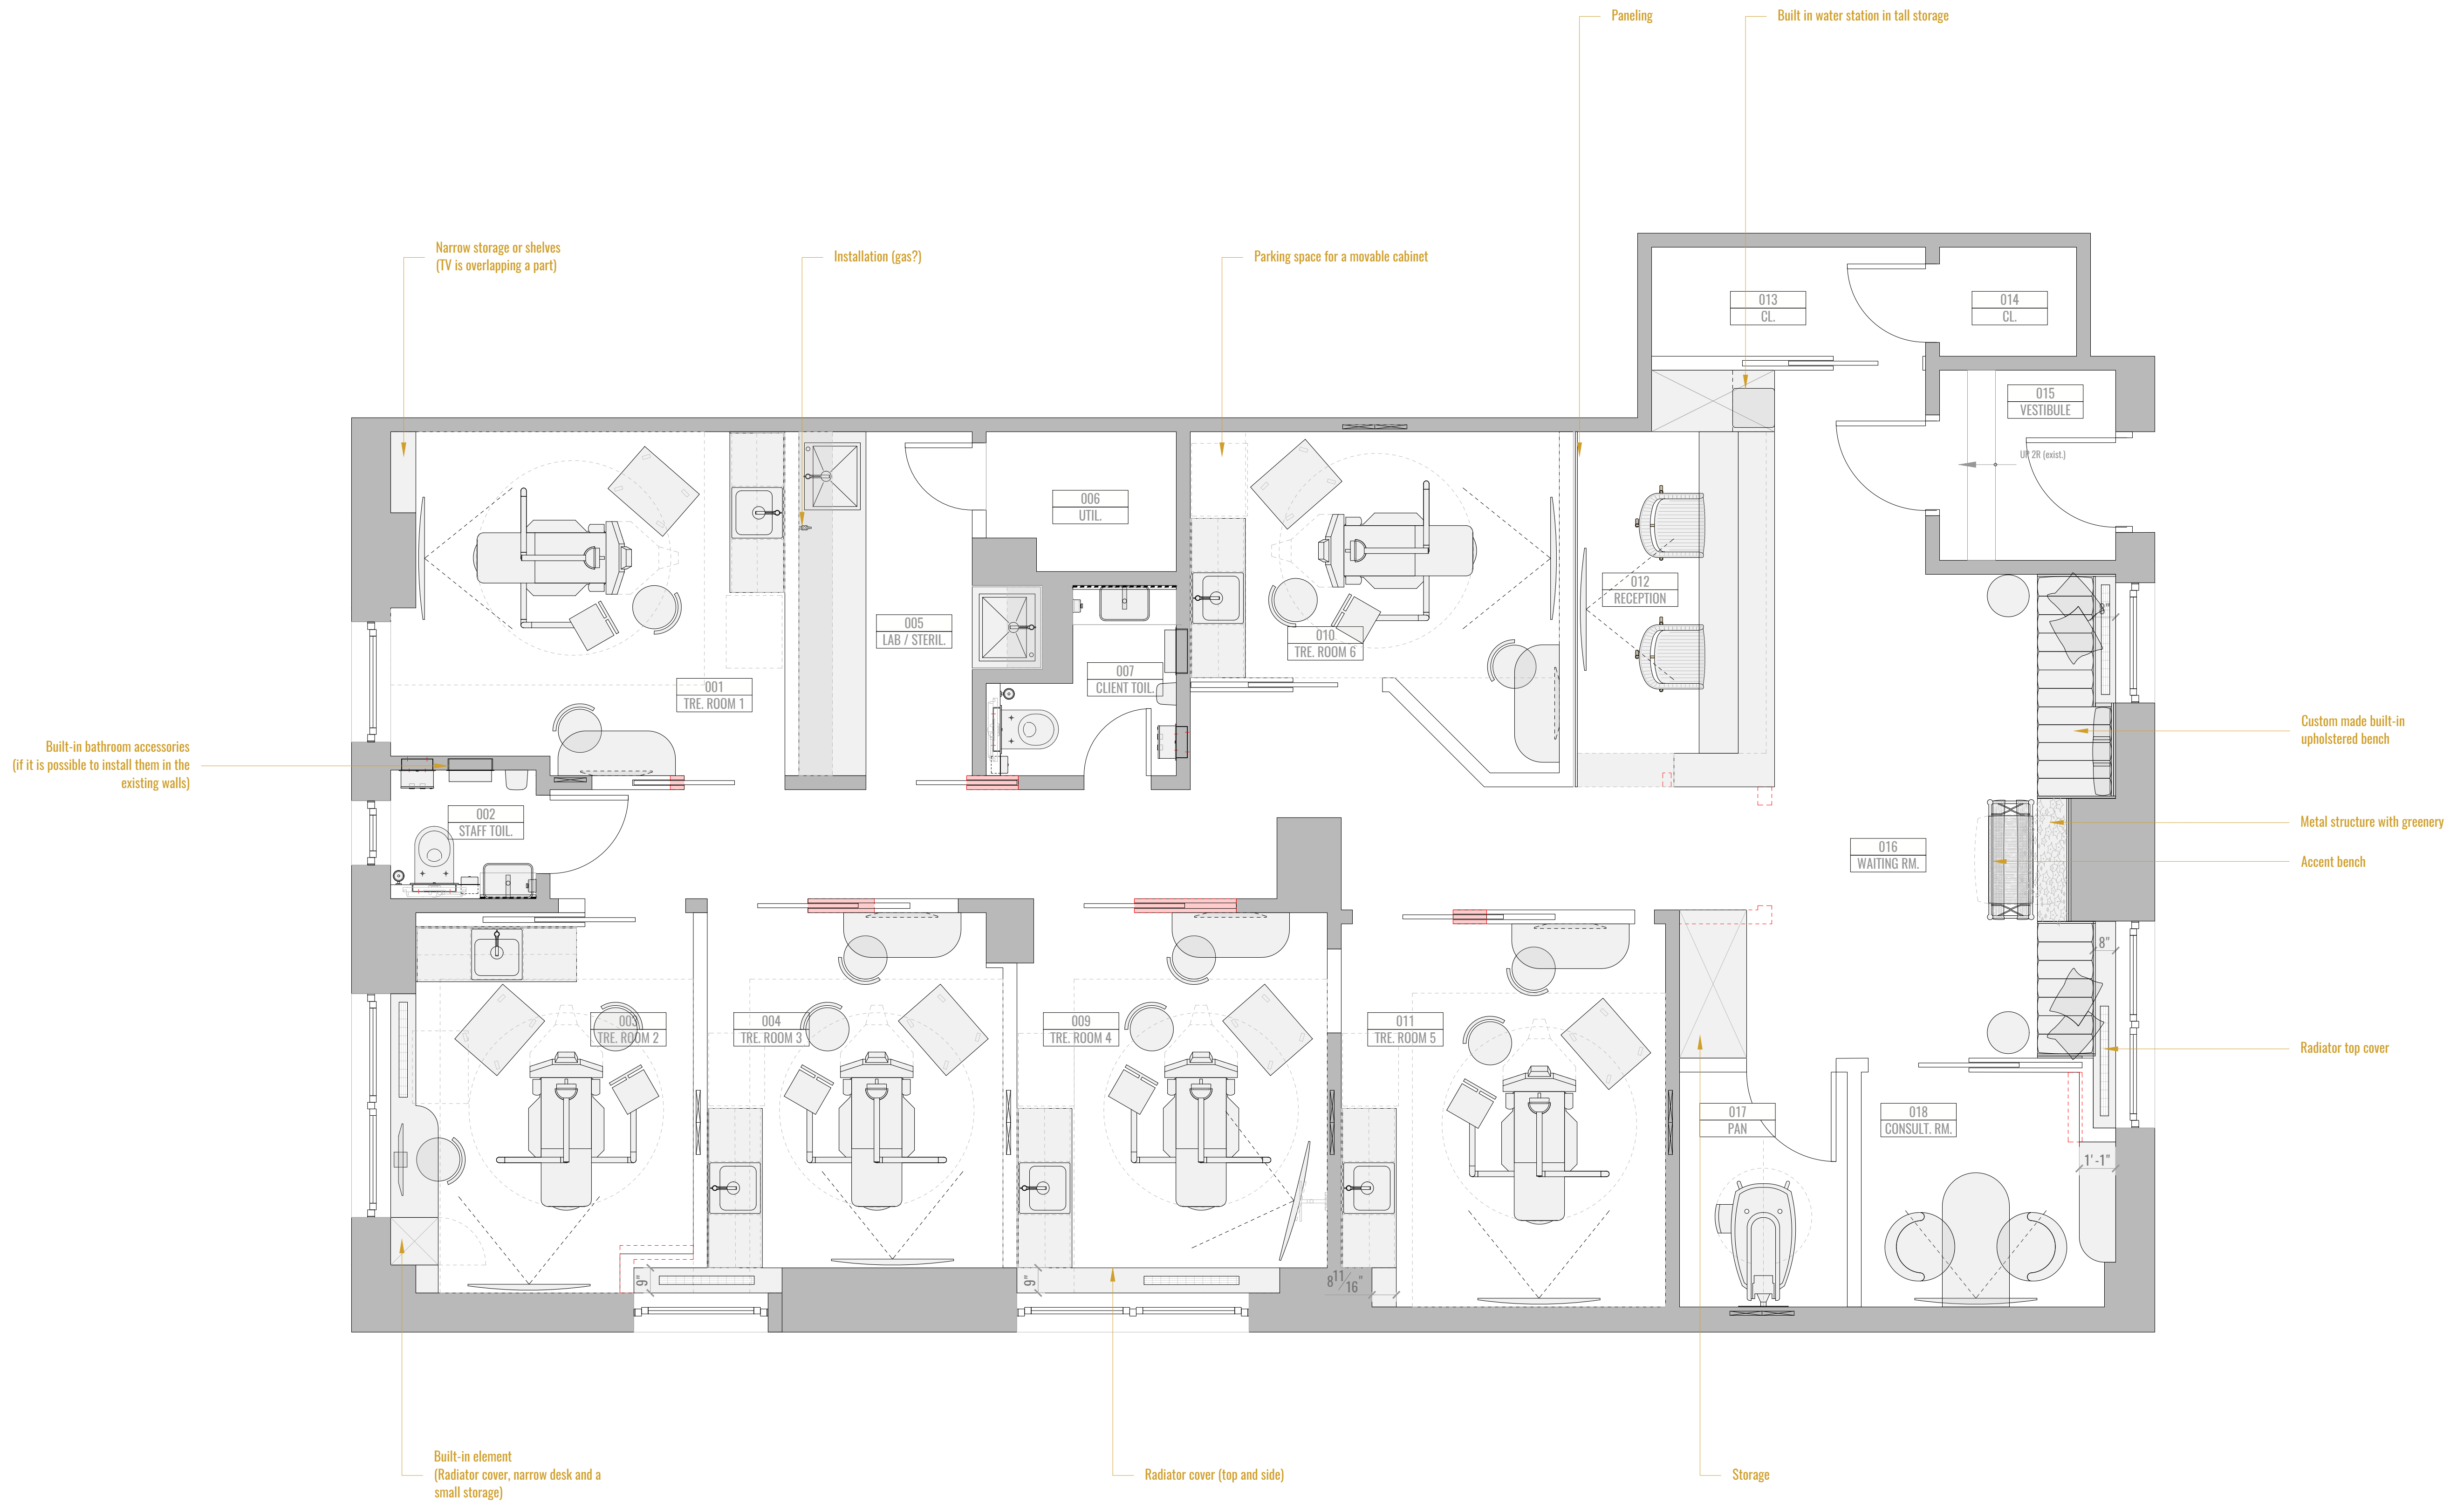 Paneling
Built in water station in tall storage
Narrow storage or shelves
(TV is overlapping a part)
Installation (gas?)
Parking space for a movable cabinet
013
CL.
014
CL.
015
VESTIBULE
UP 2R (exist.)
006
UTIL.
012
RECEPTION
005
LAB / STERIL.
010
TRE. ROOM 6
007
CLIENT TOIL.
001
TRE. ROOM 1
Custom made built-in
upholstered bench
Built-in bathroom accessories
(if it is possible to install them in the
existing walls)
002
STAFF TOIL.
Metal structure with greenery
016
WAITING RM.
Accent bench
8"
003
TRE. ROOM 2
004
TRE. ROOM 3
009
TRE. ROOM 4
011
TRE. ROOM 5
Radiator top cover
017
PAN
018
CONSULT. RM.
1'-1"
9"
9"
8 11/16"
Built-in element
(Radiator cover, narrow desk and a
small storage)
Radiator cover (top and side)
Storage